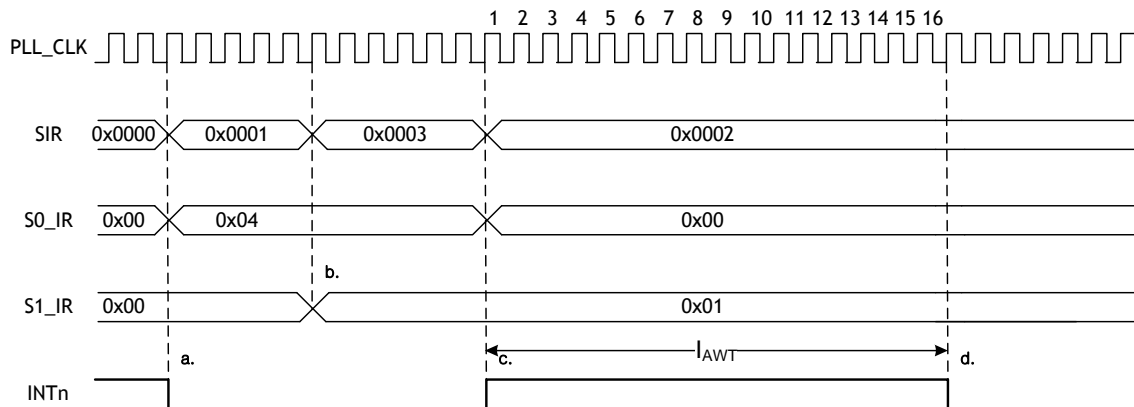 1 2 3 4 5 6 7 8 9 10 11 12 13 14 15 16
PLL_CLK
SIR 0x0000 0x0001 0x0003 0x0002
S0_IR 0x00 0x04 0x00
b.
S1_IR 0x00 0x01
a. c. IAWT d.
INTn